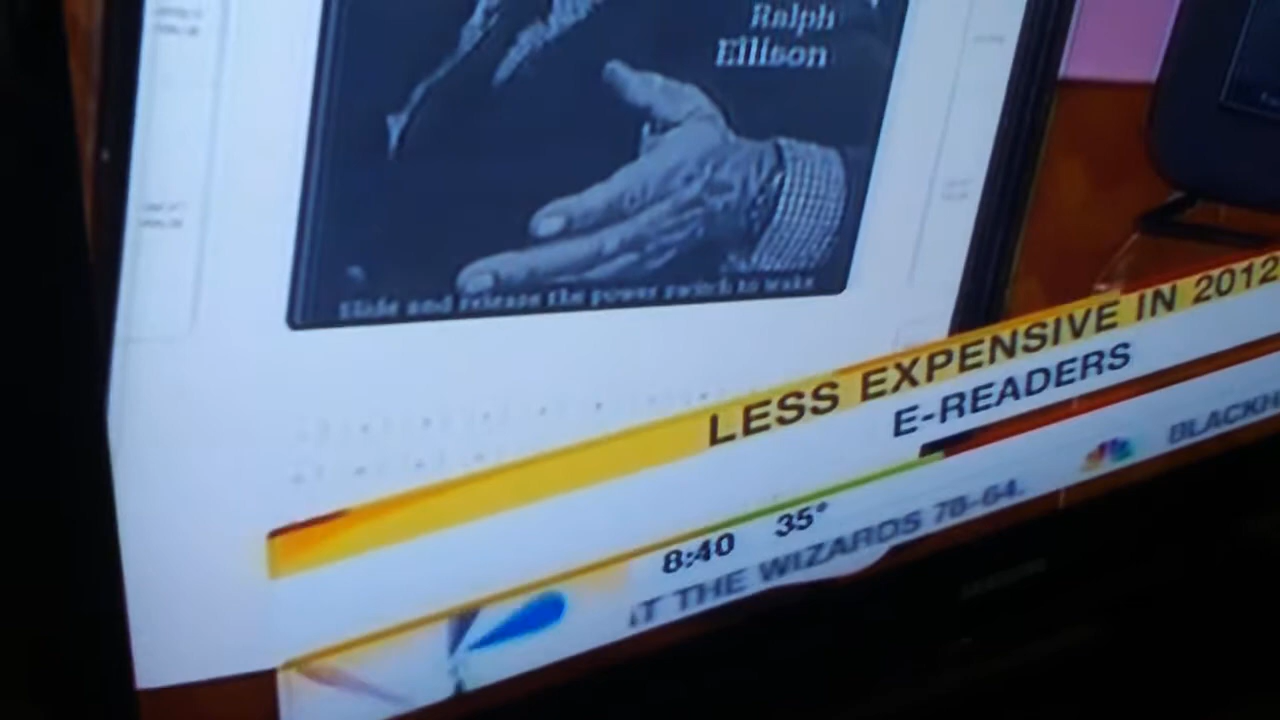 Ralph
Ellison
Slide and release the power switch to wake
LESS EXPENSIVE IN 2012
E-READERS
8:40 35°
T THE WIZARDS 78-64. BLACKH